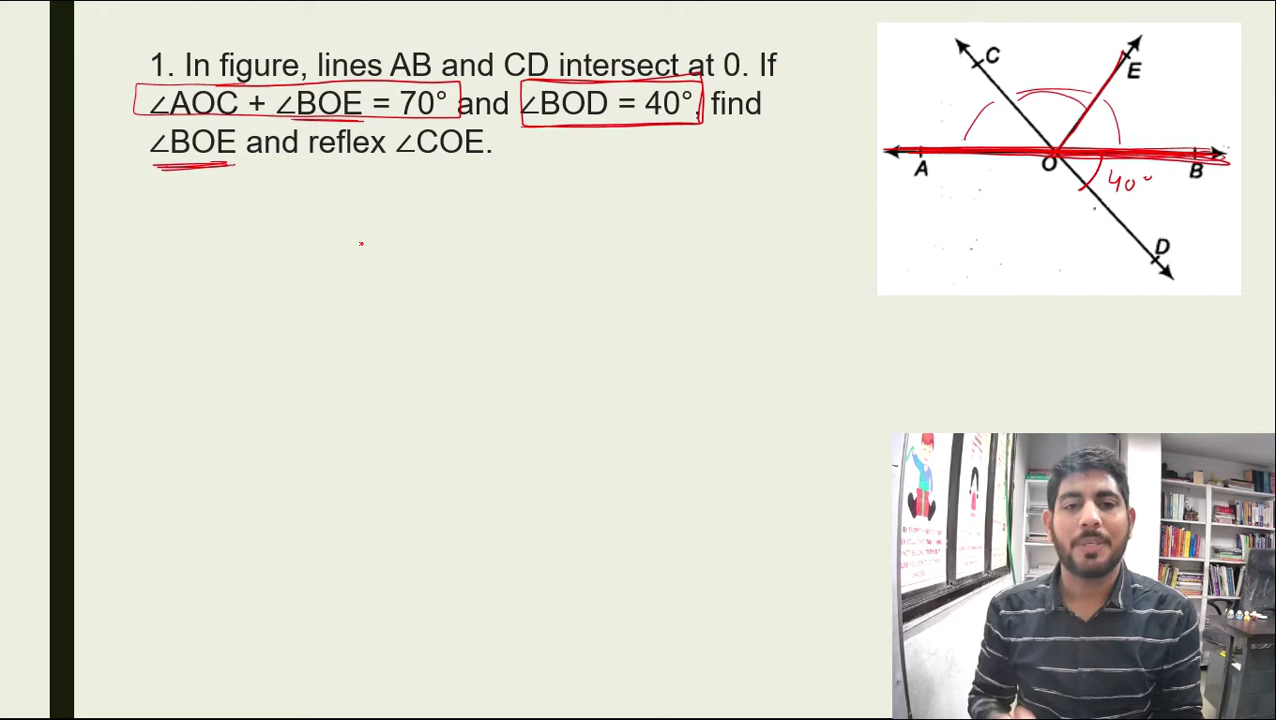 1. In figure, lines AB and CD intersect at 0. If
∠AOC + ∠BOE = 70° and ∠BOD = 40°, find
∠BOE and reflex ∠COE.
C
E
A
O
B
40°
D